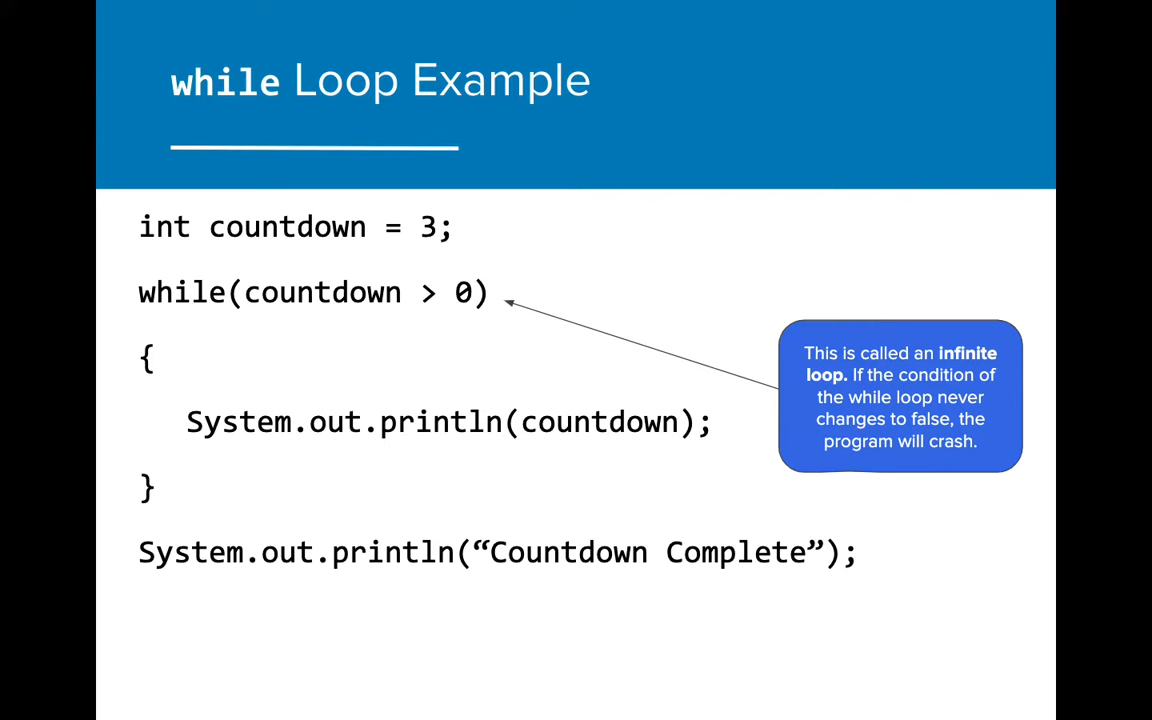 while Loop Example
int countdown = 3;
while(countdown > 0)
{
System.out.println(countdown);
}
System.out.println(“Countdown Complete”);
This is called an infinite
loop. If the condition of
the while loop never
changes to false, the
program will crash.